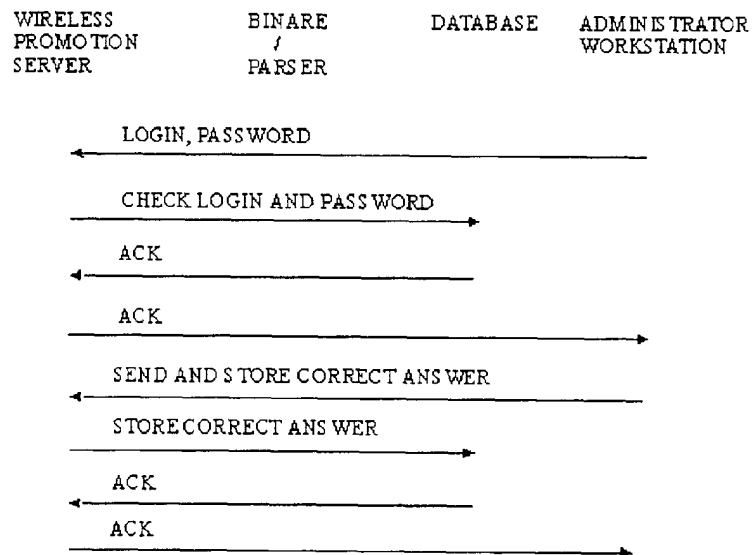 WIRELESS
PROMOTION
SERVER
BINARE
/
PARSER
DATABASE
ADMINISTRATOR
WORKSTATION
LOGIN, PASSWORD
CHECK LOGIN AND PASSWORD
ACK
ACK
SEND AND STORE CORRECT ANSWER
STORE CORRECT ANSWER
ACK
ACK